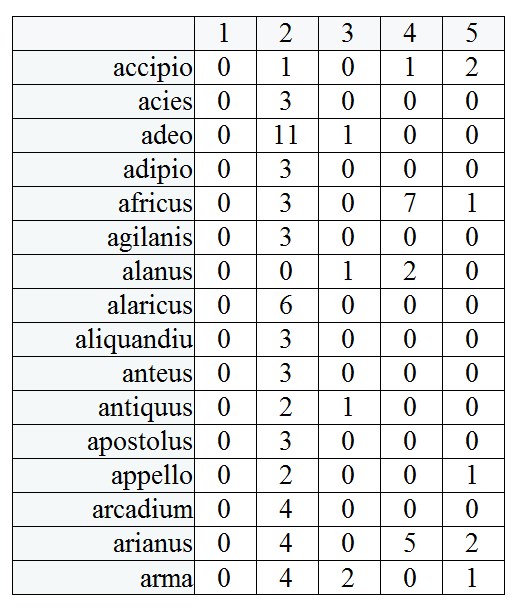 1 2 3 4 5
accipio 0 1 0 1 2
acies 0 3 0 0 0
adeo 0 11 1 0 0
adipio 0 3 0 0 0
africus 0 3 0 7 1
agilanis 0 3 0 0 0
alanus 0 0 1 2 0
alaricus 0 6 0 0 0
aliquandiu 0 3 0 0 0
anteus 0 3 0 0 0
antiquus 0 2 1 0 0
apostolus 0 3 0 0 0
appello 0 2 0 0 1
arcadium 0 4 0 0 0
arianus 0 4 0 5 2
arma 0 4 2 0 1